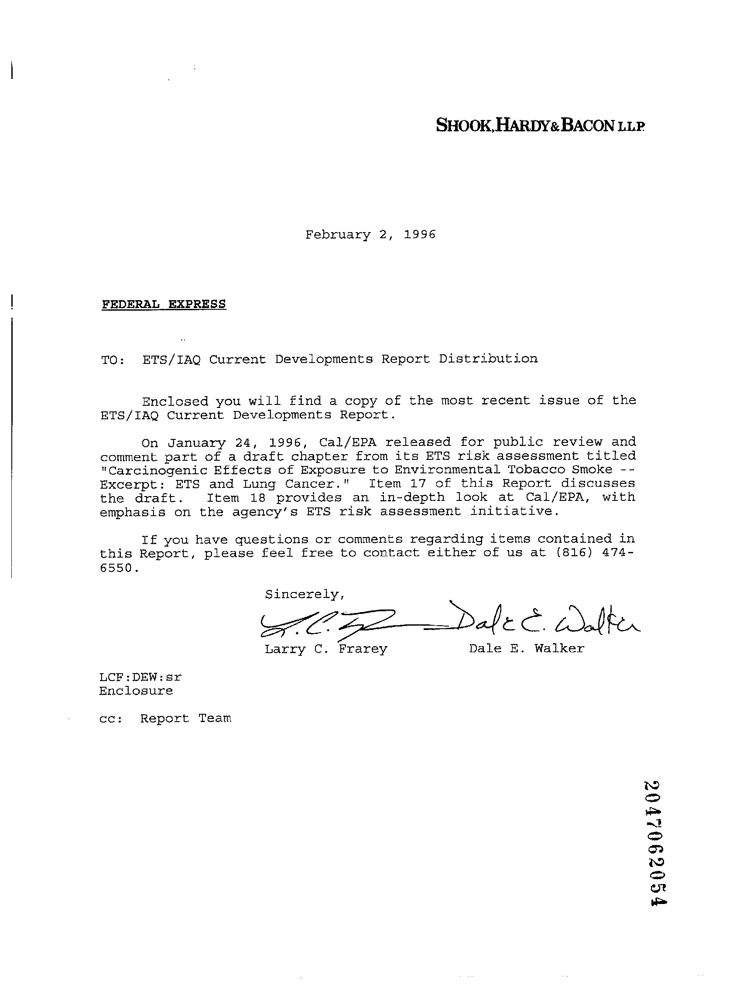 SHOOK, HARDY & BACON L.L.P.
February 2, 1996
FEDERAL EXPRESS
TO: ETS/IAQ Current Developments Report Distribution
Enclosed you will find a copy of the most recent issue of the
ETS/IAQ Current Developments Report.
On January 24, 1996, Cal/EPA released for public review and
comment part of a draft chapter from its ETS risk assessment titled
"Carcinogenic Effects of Exposure to Environmental Tobacco Smoke --
Excerpt: ETS and Lung Cancer." Item 17 of this Report discusses
the draft. Item 18 provides an in-depth look at Cal/EPA, with
emphasis on the agency's ETS risk assessment initiative.
If you have questions or comments regarding items contained in
this Report, please feel free to contact either of us at (816) 474-
6550.
Sincerely,
Dale E. Walker
Larry C. Frarey Dale E. Walker
LCF:DEW:sr
Enclosure
cc: Report Team
2047062054